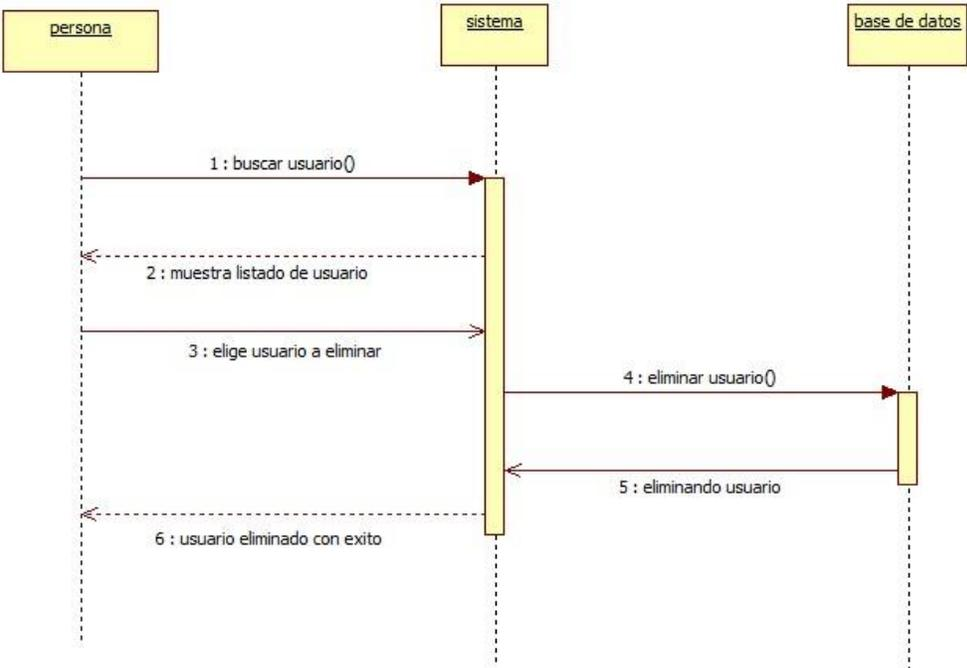 persona
sistema
base de datos
1 : buscar usuario()
2 : muestra listado de usuario
3 : elige usuario a eliminar
4 : eliminar usuario()
5 : eliminando usuario
6 : usuario eliminado con exito